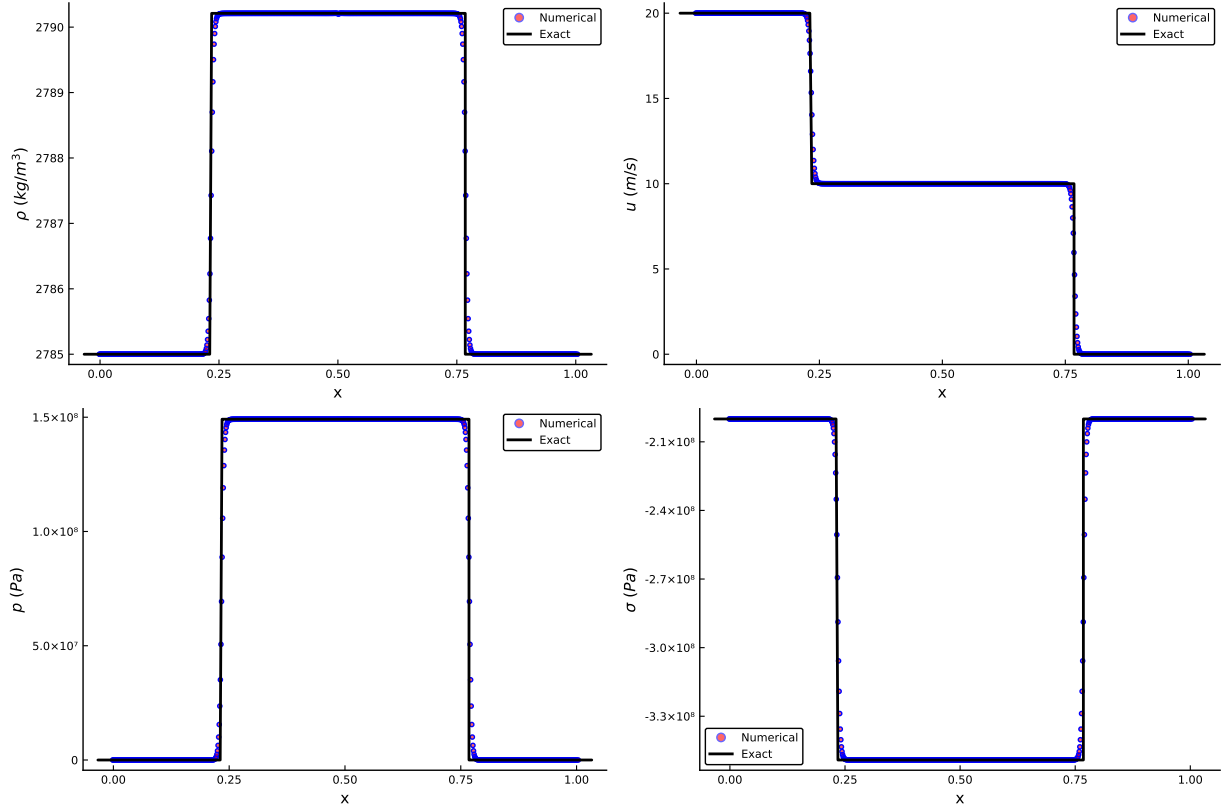 2790
2789
2788
2787
2786
2785
ρ (kg/m³)
0.00 0.25 0.50 0.75 1.00
x
Numerical
Exact
20
15
10
5
0
u (m/s)
0.00 0.25 0.50 0.75 1.00
x
Numerical
Exact
1.5×10⁸
1.0×10⁸
5.0×10⁷
0
p (Pa)
0.00 0.25 0.50 0.75 1.00
x
Numerical
Exact
-2.1×10⁸
-2.4×10⁸
-2.7×10⁸
-3.0×10⁸
-3.3×10⁸
σ (Pa)
0.00 0.25 0.50 0.75 1.00
x
Numerical
Exact